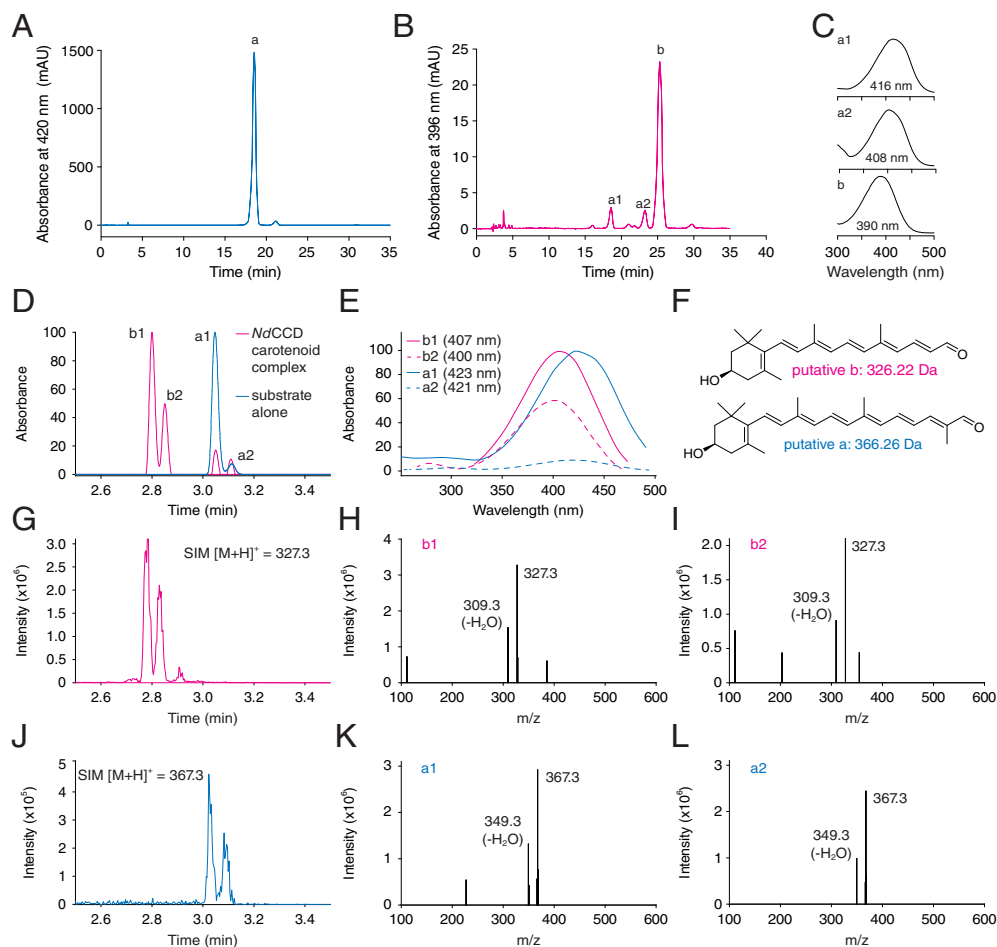 A
Absorbance at 420 nm (mAU)
1500
1000
500
0
a
0 5 10 15 20 25 30 35
Time (min)
B
Absorbance at 396 nm (mAU)
25
20
15
10
5
0
a1
a2
b
0 5 10 15 20 25 30 35 40
Time (min)
C
a1
416 nm
a2
408 nm
b
390 nm
300 400 500
Wavelength (nm)
D
Absorbance
100
80
60
40
20
0
b1
b2
a1
a2
NdCCD
carotenoid
complex
substrate
alone
2.6 2.8 3.0 3.2 3.4
Time (min)
E
Absorbance
100
80
60
40
20
0
b1 (407 nm)
b2 (400 nm)
a1 (423 nm)
a2 (421 nm)
300 350 400 450 500
Wavelength (nm)
F
HO
O
putative b: 326.22 Da
HO
O
putative a: 366.26 Da
G
Intensity (x10⁶)
3.0
2.5
2.0
1.5
1.0
0.5
0
SIM [M+H]⁺ = 327.3
2.6 2.8 3.0 3.2 3.4
Time (min)
H
Intensity (x10⁶)
4
3
2
1
0
b1
327.3
309.3
(-H₂O)
100 200 300 400 500 600
m/z
I
Intensity (x10⁶)
2.0
1.5
1.0
0.5
0
b2
327.3
309.3
(-H₂O)
100 200 300 400 500 600
m/z
J
Intensity (x10⁵)
5
4
3
2
1
0
SIM [M+H]⁺ = 367.3
2.6 2.8 3.0 3.2 3.4
Time (min)
K
Intensity (x10⁶)
3
2
1
0
a1
367.3
349.3
(-H₂O)
100 200 300 400 500 600
m/z
L
Intensity (x10⁶)
3
2
1
0
a2
367.3
349.3
(-H₂O)
100 200 300 400 500 600
m/z